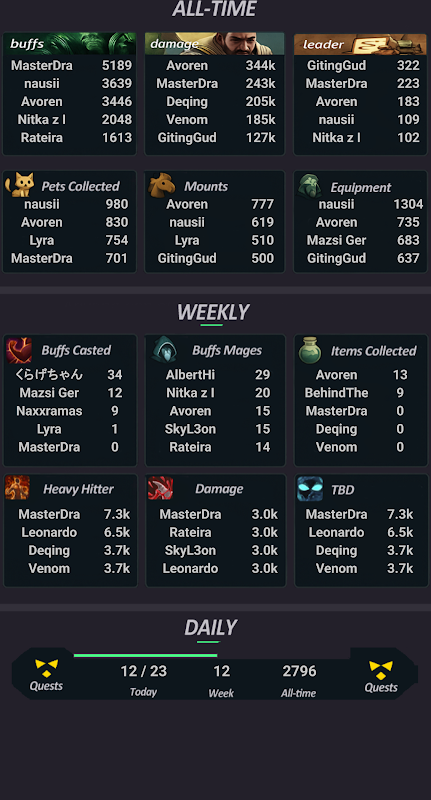 ALL-TIME
buffs
MasterDra 5189
nausii 3639
Avoren 3446
Nitka z I 2048
Rateira 1613
damage
Avoren 344k
MasterDra 243k
Deqing 205k
Venom 185k
GitingGud 127k
leader
GitingGud 322
MasterDra 223
Avoren 183
nausii 109
Nitka z I 102
Pets Collected
nausii 980
Avoren 830
Lyra 754
MasterDra 701
Mounts
Avoren 777
nausii 619
Lyra 510
GitingGud 500
Equipment
nausii 1304
Avoren 735
Mazsi Ger 683
GitingGud 637
WEEKLY
Buffs Casted
くらげちゃん 34
Mazsi Ger 12
Naxxramas 9
Lyra 1
MasterDra 0
Buffs Mages
AlbertHi 29
Nitka z I 20
Avoren 15
SkyL3on 15
Rateira 14
Items Collected
Avoren 13
BehindThe 9
MasterDra 0
Deqing 0
Venom 0
Heavy Hitter
MasterDra 7.3k
Leonardo 6.5k
Deqing 3.7k
Venom 3.7k
Damage
MasterDra 3.0k
Rateira 3.0k
SkyL3on 3.0k
Leonardo 3.0k
TBD
MasterDra 7.3k
Leonardo 6.5k
Deqing 3.7k
Venom 3.7k
DAILY
Quests
12 / 23
Today
12
Week
2796
All-time
Quests